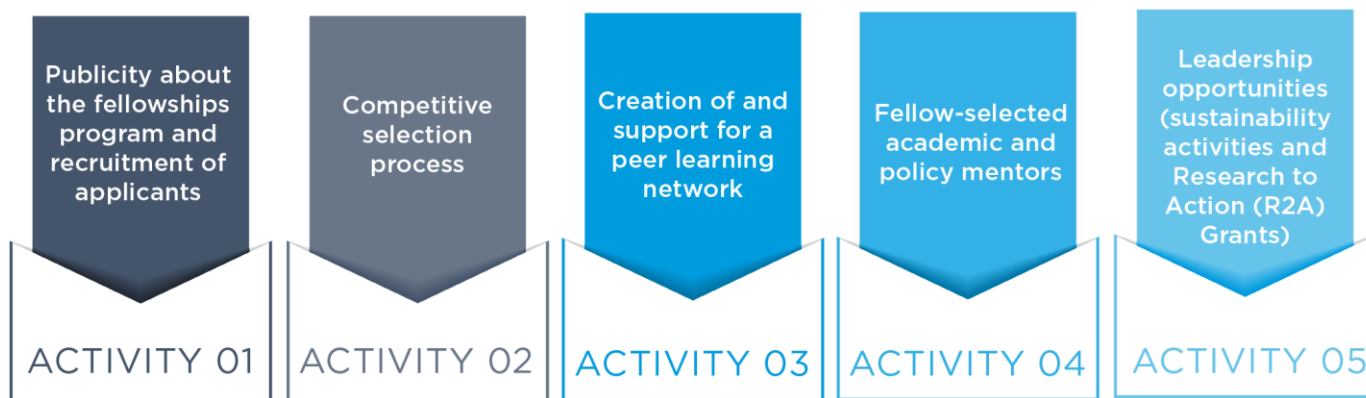 Publicity about
the fellowships
program and
recruitment of
applicants
ACTIVITY 01
Competitive
selection
process
ACTIVITY 02
Creation of and
support for a
peer learning
network
ACTIVITY 03
Fellow-selected
academic and
policy mentors
ACTIVITY 04
Leadership
opportunities
(sustainability
activities and
Research to
Action (R2A)
Grants)
ACTIVITY 05